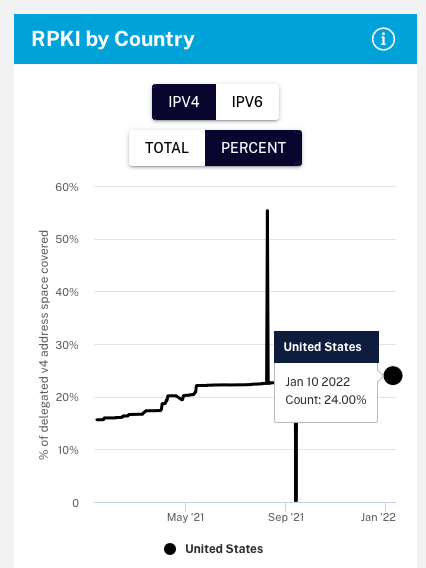 RPKI by Country
IPV4 IPV6
TOTAL PERCENT
% of delegated v4 address space covered
60%
50%
40%
30%
20%
10%
0
United States
Jan 10 2022
Count: 24.00%
May '21 Sep '21 Jan '22
United States